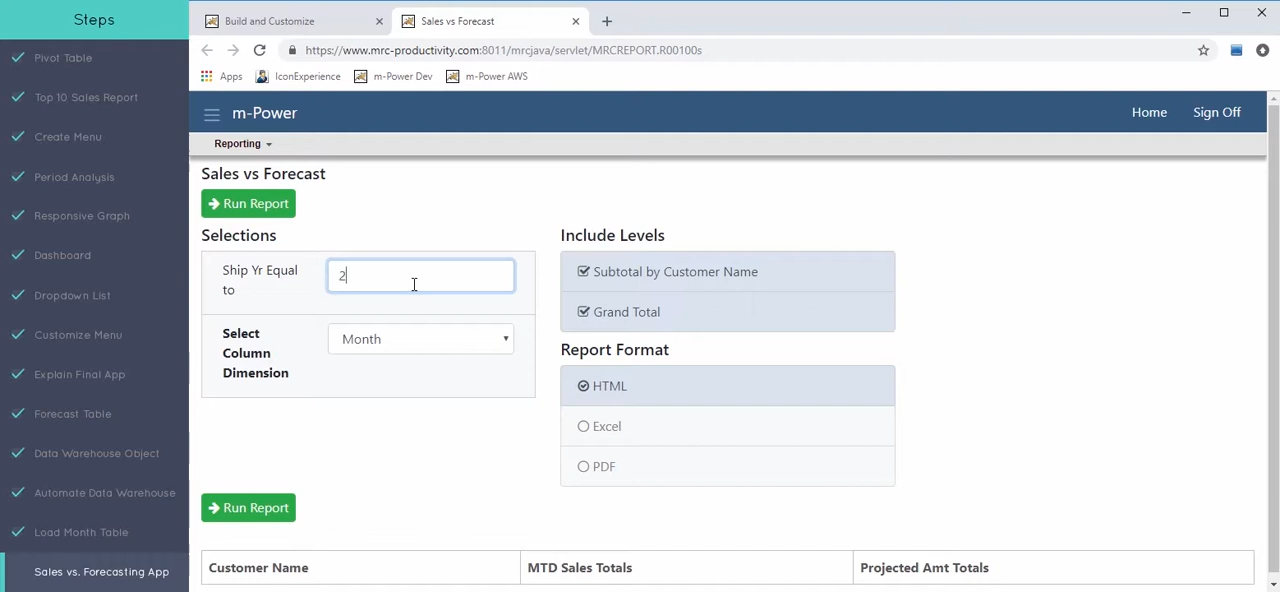 Steps
Pivot Table
Top 10 Sales Report
Create Menu
Period Analysis
Responsive Graph
Dashboard
Dropdown List
Customize Menu
Explain Final App
Forecast Table
Data Warehouse Object
Automate Data Warehouse
Load Month Table
Sales vs. Forecasting App
Build and Customize
Sales vs Forecast
https://www.mrc-productivity.com:8011/mrcjava/servlet/MRCREPORT.R00100s
Apps IconExperience m-Power Dev m-Power AWS
m-Power
Home Sign Off
Reporting
Sales vs Forecast
Run Report
Selections
Ship Yr Equal
to
2
Select
Column
Dimension
Month
Include Levels
Subtotal by Customer Name
Grand Total
Report Format
HTML
Excel
PDF
Run Report
Customer Name MTD Sales Totals Projected Amt Totals